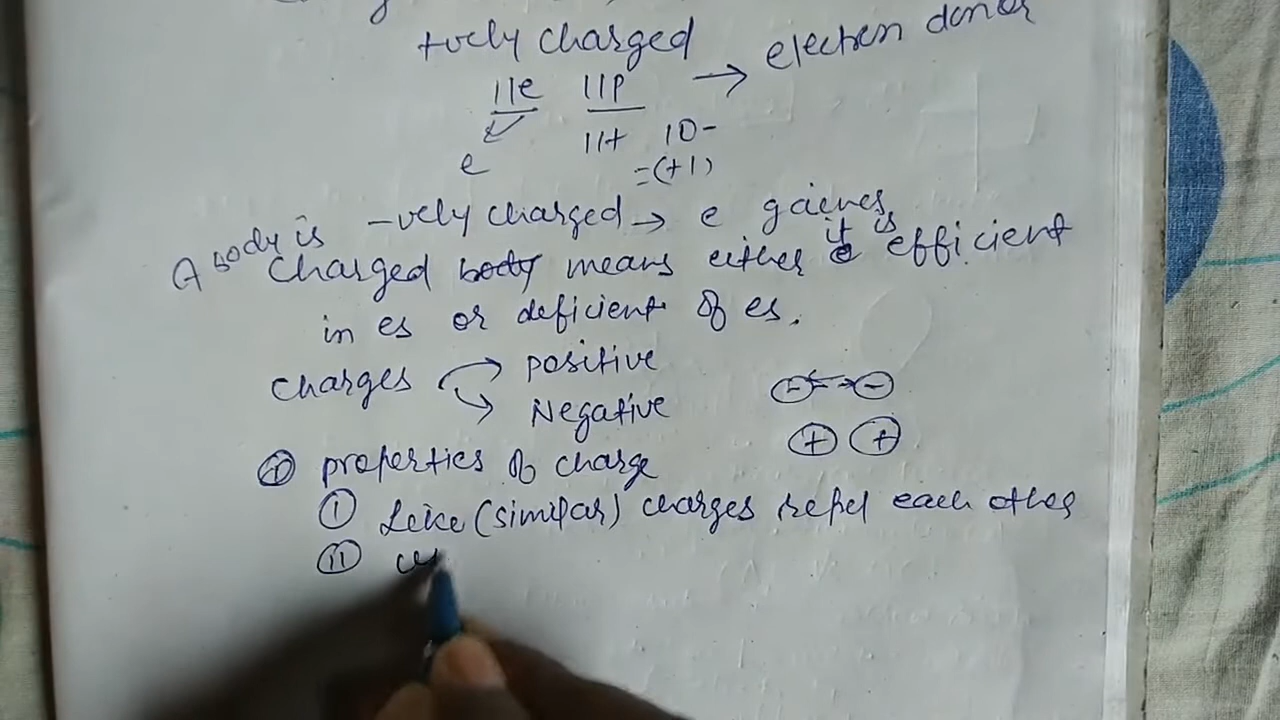 +vely charged
→ electron donor
11e 11p
e
11+ 10-
=(+1)
-vely charged → e gaines
A body is charged body means either e it is efficient
in es or deficient of es.
charges
positive
Negative
- ← → -
+ +
properties of charge
(I) Like (similar) charges repel each other
(II)